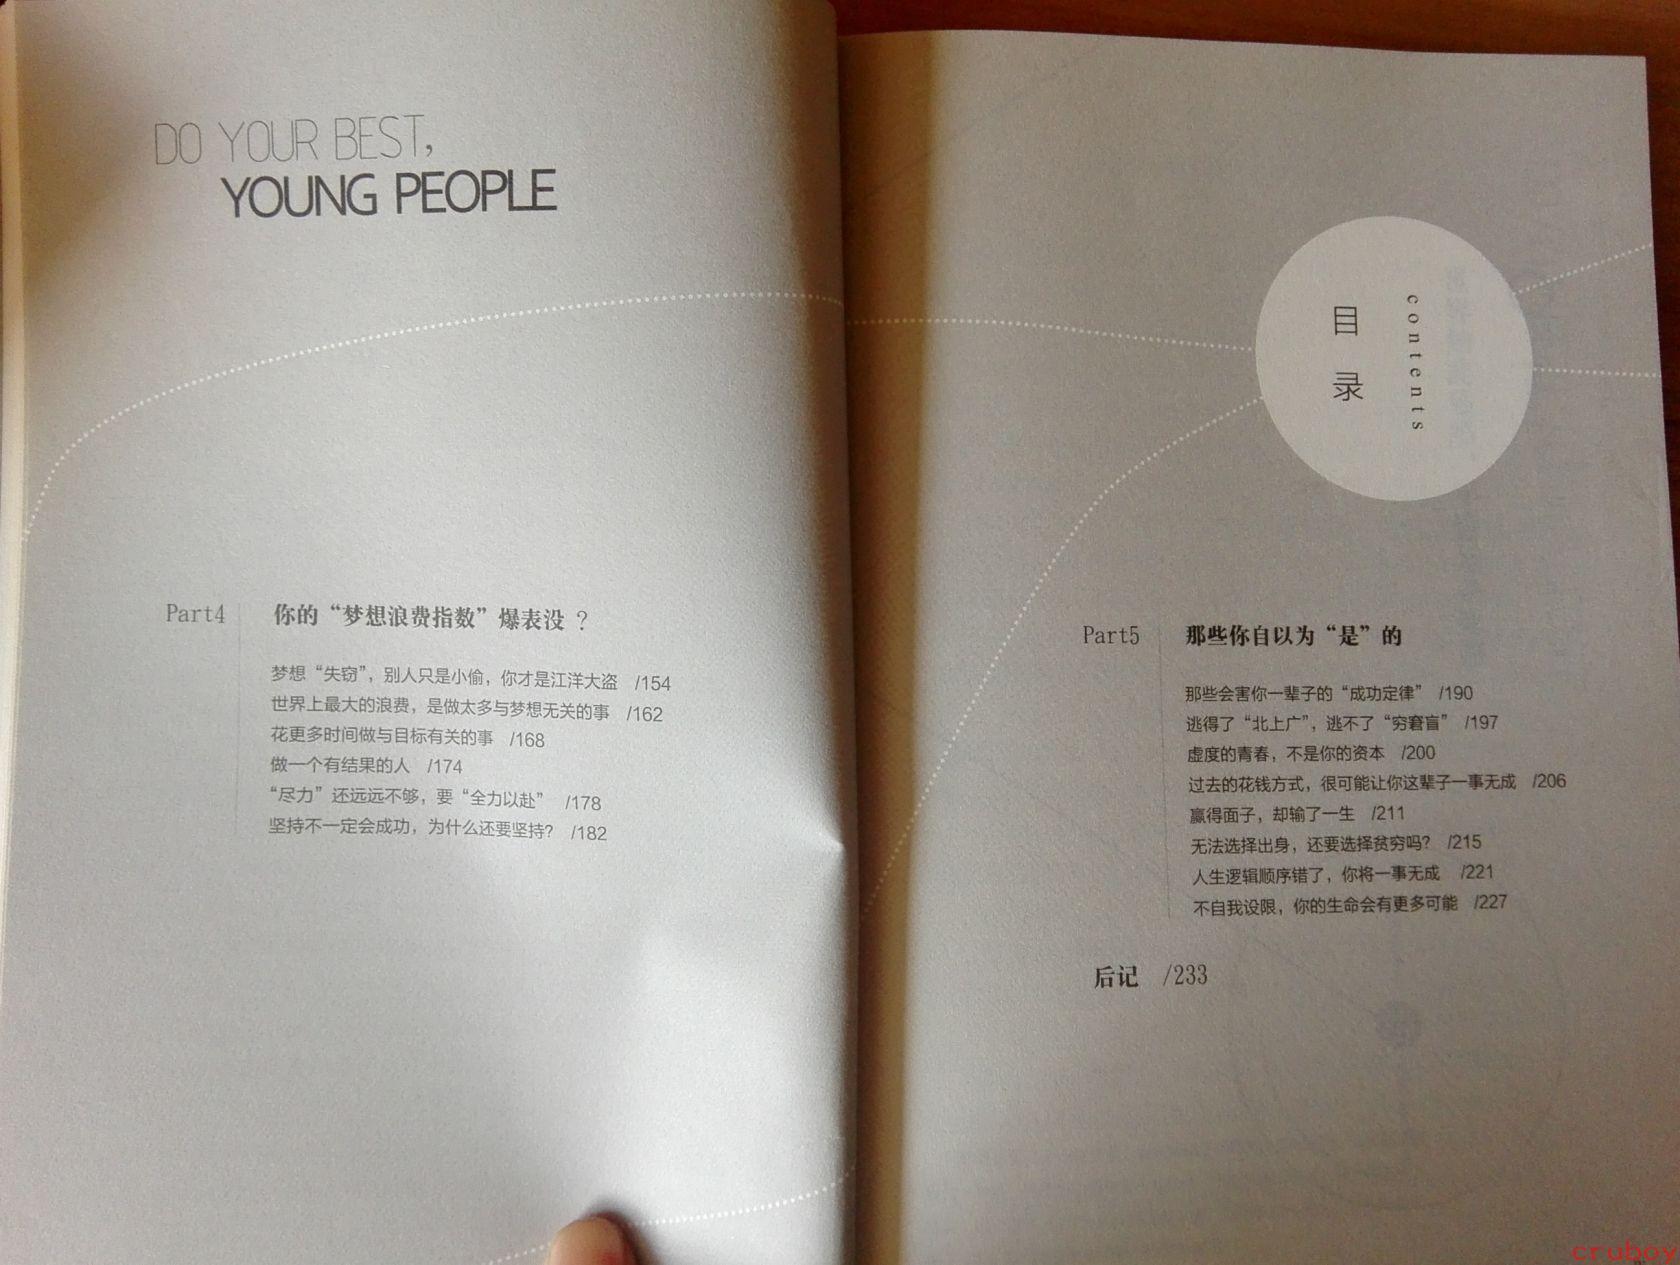 DO YOUR BEST,
YOUNG PEOPLE
Part4
你的“梦想浪费指数”爆表没？
梦想“失窃”，别人只是小偷，你才是江洋大盗 /154
世界上最大的浪费，是做太多与梦想无关的事 /162
花更多时间做与目标有关的事 /168
做一个有结果的人 /174
“尽力”还远远不够，要“全力以赴” /178
坚持不一定会成功，为什么还要坚持？ /182
目录
contents
Part5
那些你自以为“是”的
那些会害你一辈子的“成功定律” /190
逃得了“北上广”，逃不了“穷窘盲” /197
虚度的青春，不是你的资本 /200
过去的花钱方式，很可能让你这辈子一事无成 /206
赢得面子，却输了一生 /211
无法选择出身，还要选择贫穷吗？ /215
人生逻辑顺序错了，你将一事无成 /221
不自我设限，你的生命会有更多可能 /227
后记 /233
crubov